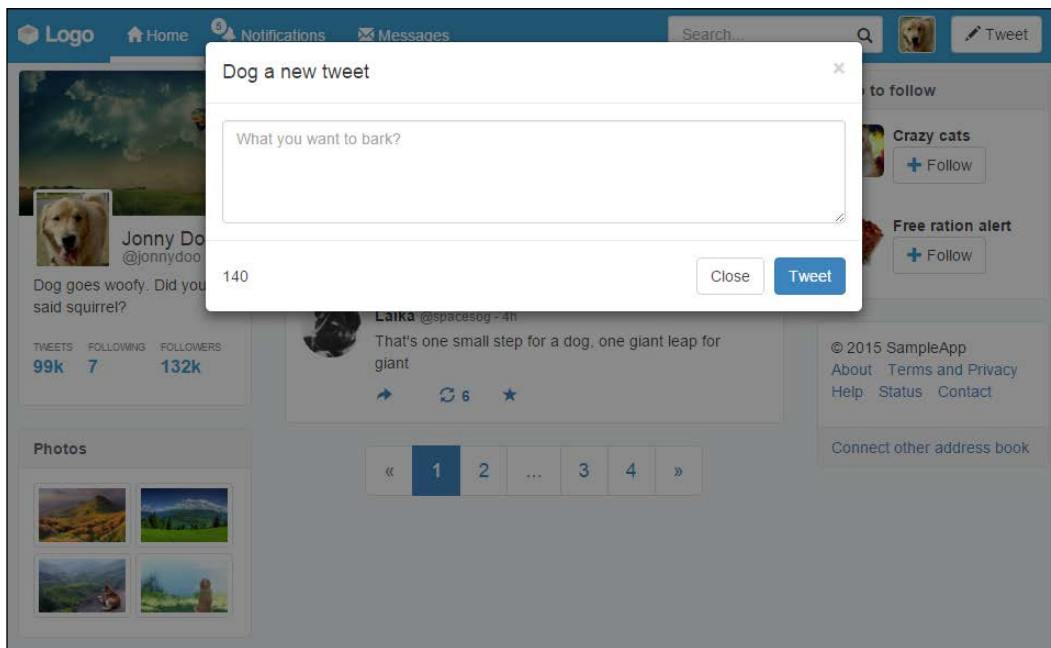 Logo
Home
5
Notifications
Messages
Search...
Tweet
Dog a new tweet
×
What you want to bark?
140
Close
Tweet
Jonny Do
@jonnydoo
Dog goes woofy. Did you
said squirrel?
TWEETS FOLLOWING FOLLOWERS
99k 7 132k
Photos
Laika @spacesog - 4h
That's one small step for a dog, one giant leap for
giant
6
« 1 2 ... 3 4 »
to follow
Crazy cats
Follow
Free ration alert
Follow
© 2015 SampleApp
About Terms and Privacy
Help Status Contact
Connect other address book